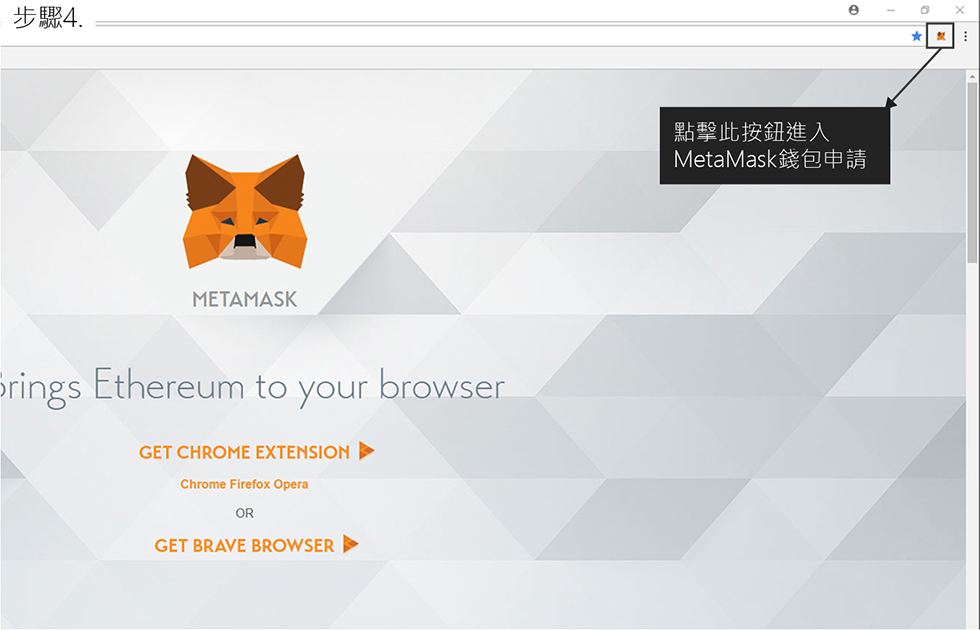 步驟4.
點擊此按鈕進入
MetaMask錢包申請
METAMASK
brings Ethereum to your browser
GET CHROME EXTENSION
Chrome Firefox Opera
OR
GET BRAVE BROWSER